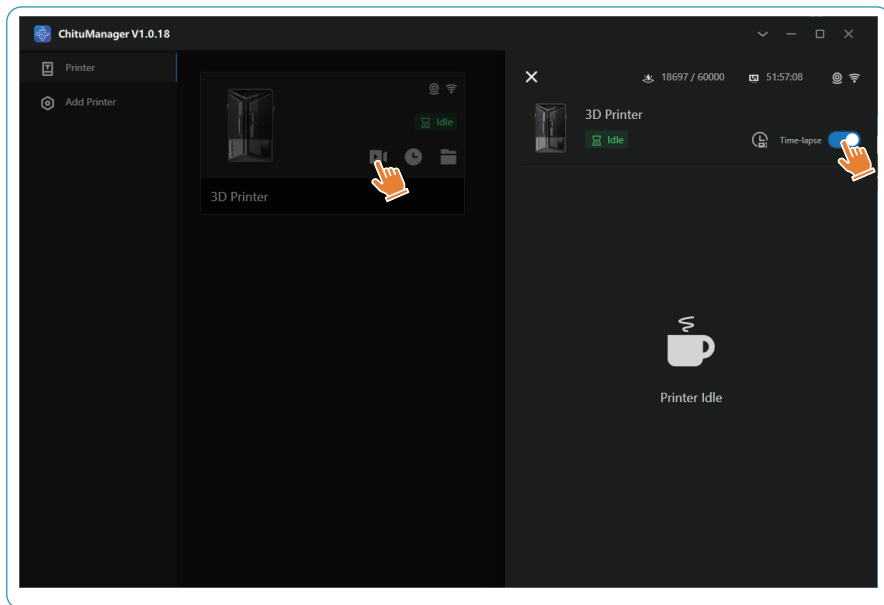 ChituManager V1.0.18
Printer
Add Printer
Idle
3D Printer
18697 / 60000
51:57:08
3D Printer
Idle
Time-lapse
Printer Idle